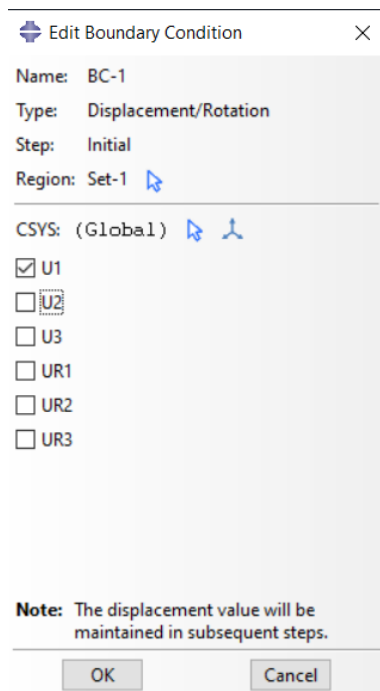 Edit Boundary Condition
Name: BC-1
Type: Displacement/Rotation
Step: Initial
Region: Set-1
CSYS: (Global)
U1
U2
U3
UR1
UR2
UR3
Note: The displacement value will be
maintained in subsequent steps.
OK Cancel